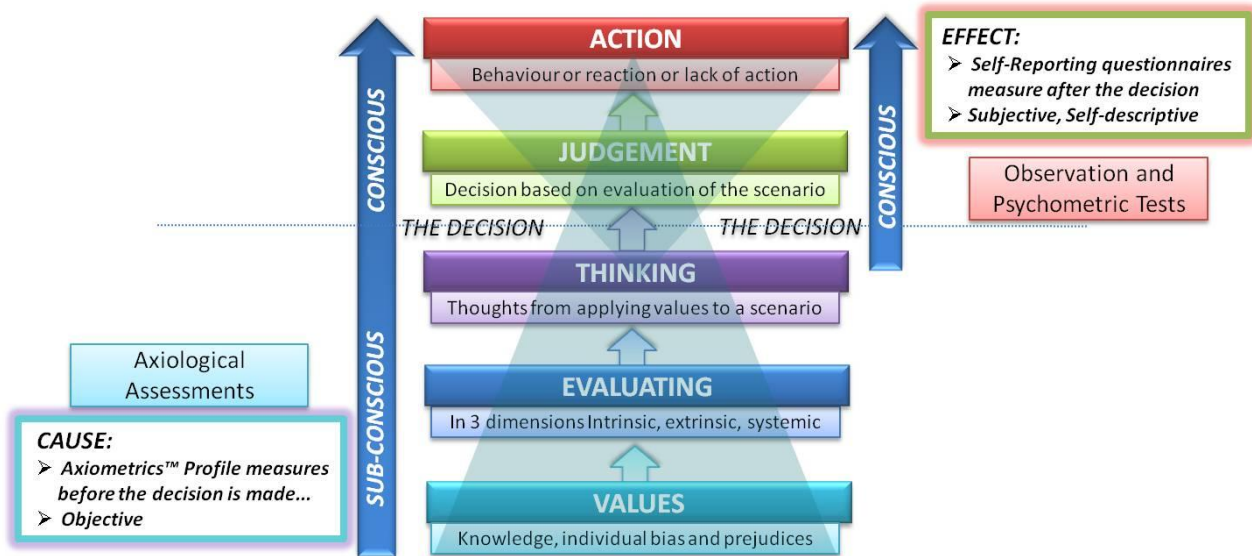 ACTION
Behaviour or reaction or lack of action
JUDGEMENT
Decision based on evaluation of the scenario
THE DECISION
THE DECISION
THINKING
Thoughts from applying values to a scenario
EVALUATING
In 3 dimensions Intrinsic, extrinsic, systemic
VALUES
Knowledge, individual bias and prejudices
CONSCIOUS
SUB-CONSCIOUS
CONSCIOUS
EFFECT:
➢ Self-Reporting questionnaires
measure after the decision
➢ Subjective, Self-descriptive
Observation and
Psychometric Tests
Axiological
Assessments
CAUSE:
➢ Axiometrics™ Profile measures
before the decision is made...
➢ Objective